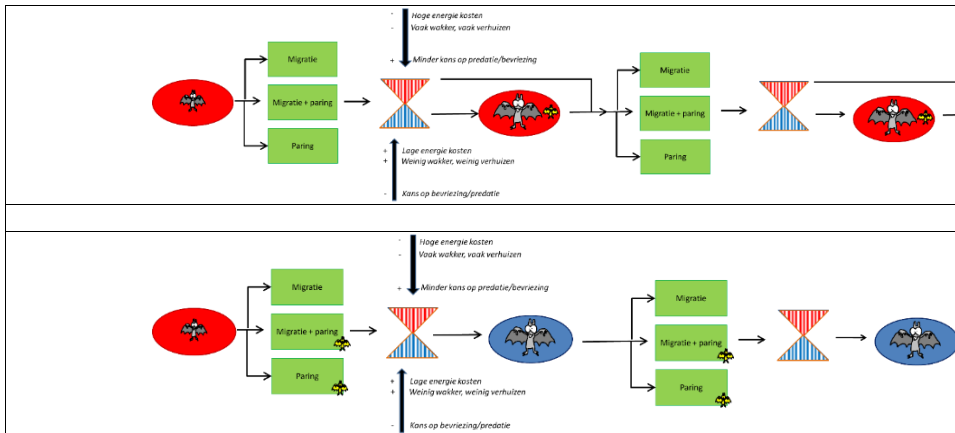 - Hoge energie kosten
- Vaak wakker, vaak verhuizen
+ Minder kans op predatie/bevriezing
Migratie
Migratie + paring
Paring
Migratie
Migratie + paring
Paring
+ Lage energie kosten
+ Weinig wakker, weinig verhuizen
- Kans op bevriezing/predatie
- Hoge energie kosten
- Vaak wakker, vaak verhuizen
+ Minder kans op predatie/bevriezing
Migratie
Migratie + paring
Paring
Migratie
Migratie + paring
Paring
+ Lage energie kosten
+ Weinig wakker, weinig verhuizen
- Kans op bevriezing/predatie